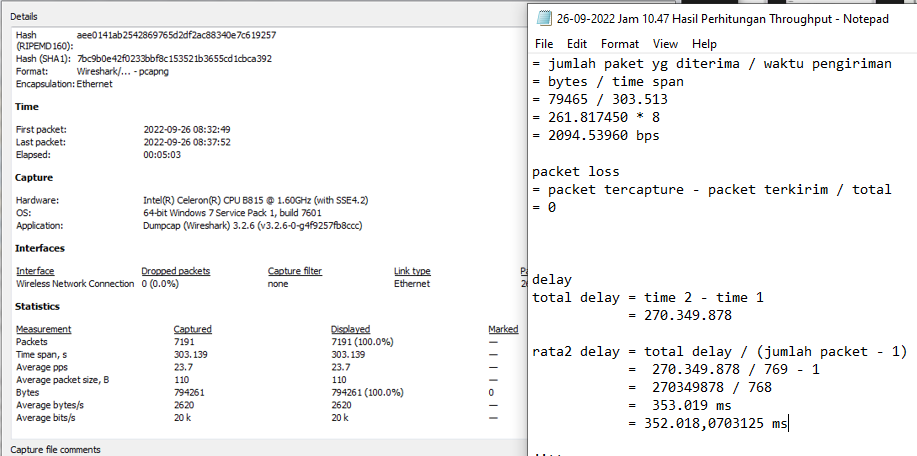 Details
Hash (RIPEMD160): aee0141ab2542869765d2df2ac88340e7c619257
Hash (SHA1): 7bc9b0e42f0233bbf8c153521b3655cd1cbca392
Format: Wireshark/... - pcapng
Encapsulation: Ethernet
Time
First packet: 2022-09-26 08:32:49
Last packet: 2022-09-26 08:37:52
Elapsed: 00:05:03
Capture
Hardware: Intel(R) Celeron(R) CPU B815 @ 1.60GHz (with SSE4.2)
OS: 64-bit Windows 7 Service Pack 1, build 7601
Application: Dumpcap (Wireshark) 3.2.6 (v3.2.6-0-g4f9257fb8ccc)
Interfaces
Interface Dropped packets Capture filter Link type
Wireless Network Connection 0 (0.0%) none Ethernet
Statistics
Measurement Captured Displayed Marked
Packets 7191 7191 (100.0%) —
Time span, s 303.139 303.139 —
Average pps 23.7 23.7 —
Average packet size, B 110 110 —
Bytes 794261 794261 (100.0%) 0
Average bytes/s 2620 2620 —
Average bits/s 20 k 20 k —
Capture file comments
26-09-2022 Jam 10.47 Hasil Perhitungan Throughput - Notepad
File Edit Format View Help
= jumlah paket yg diterima / waktu pengiriman
= bytes / time span
= 79465 / 303.513
= 261.817450 * 8
= 2094.53960 bps
packet loss
= packet tercapture - packet terkirim / total
= 0
delay
total delay = time 2 - time 1
= 270.349.878
rata2 delay = total delay / (jumlah packet - 1)
= 270.349.878 / 769 - 1
= 270349878 / 768
= 353.019 ms
= 352.018,0703125 ms